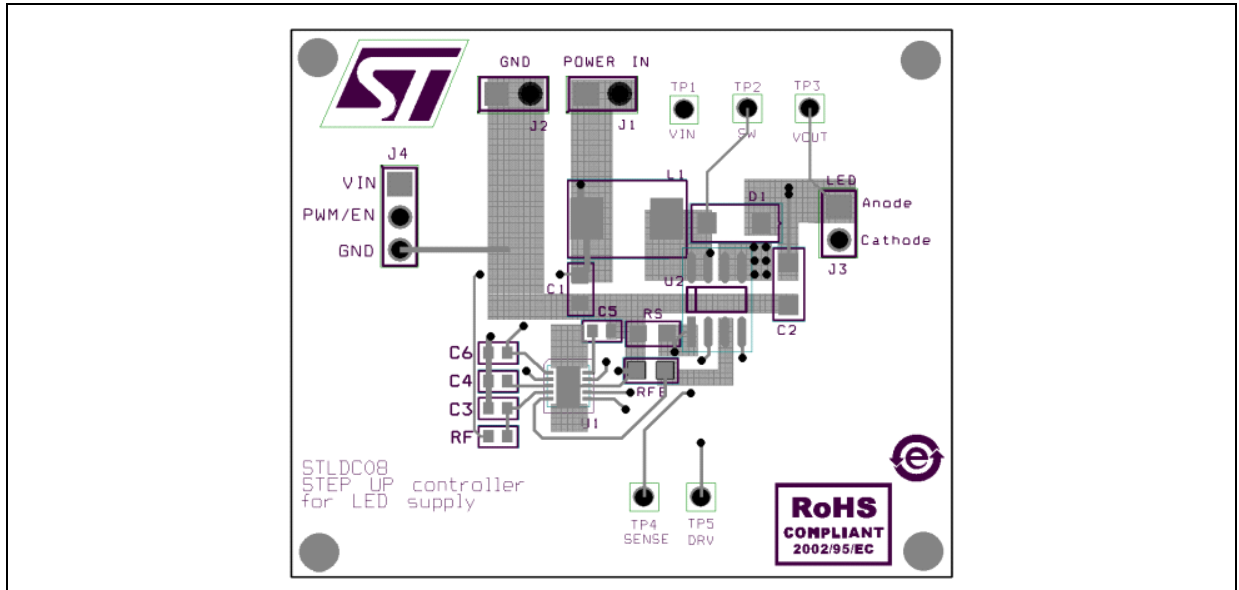 ST
GND
POWER IN
J2
J1
TP1
TP2
TP3
VIN
SW
VOUT
J4
VIN
PWM/EN
GND
L1
D1
LED
Anode
Cathode
J3
U2
C1
C2
C5
RS
C6
C4
C3
RF
RFB
U1
STLDC08
STEP UP controller
for LED supply
TP4
SENSE
TP5
DRV
e
RoHS
COMPLIANT
2002/95/EC